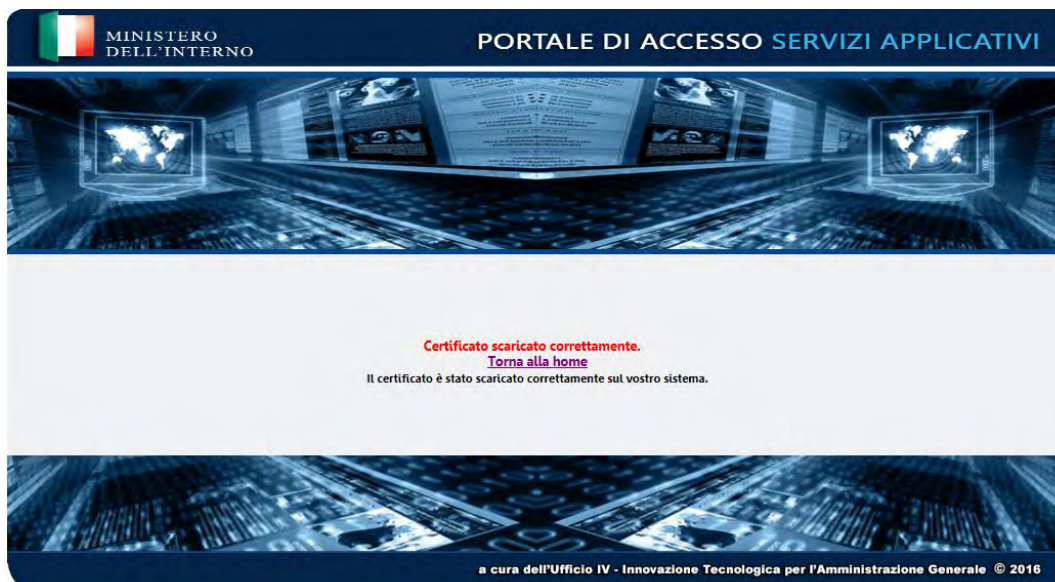 MINISTERO
DELL'INTERNO
PORTALE DI ACCESSO SERVIZI APPLICATIVI
Certificato scaricato correttamente.
Torna alla home
Il certificato è stato scaricato correttamente sul vostro sistema.
a cura dell'Ufficio IV - Innovazione Tecnologica per l'Amministrazione Generale © 2016